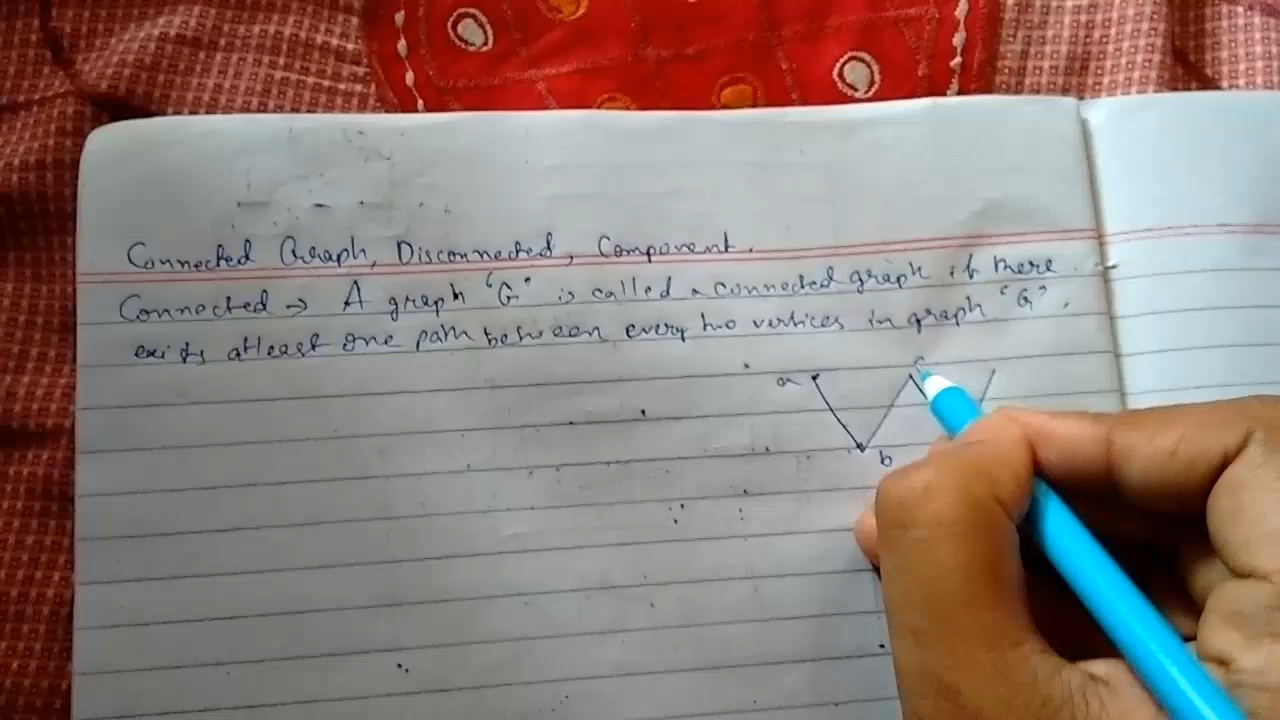 Connected Graph, Disconnected, Component.
Connected → A graph "G" is called a connected graph if there
exists atleast one path between every two vertices in graph "G".
a
c
b